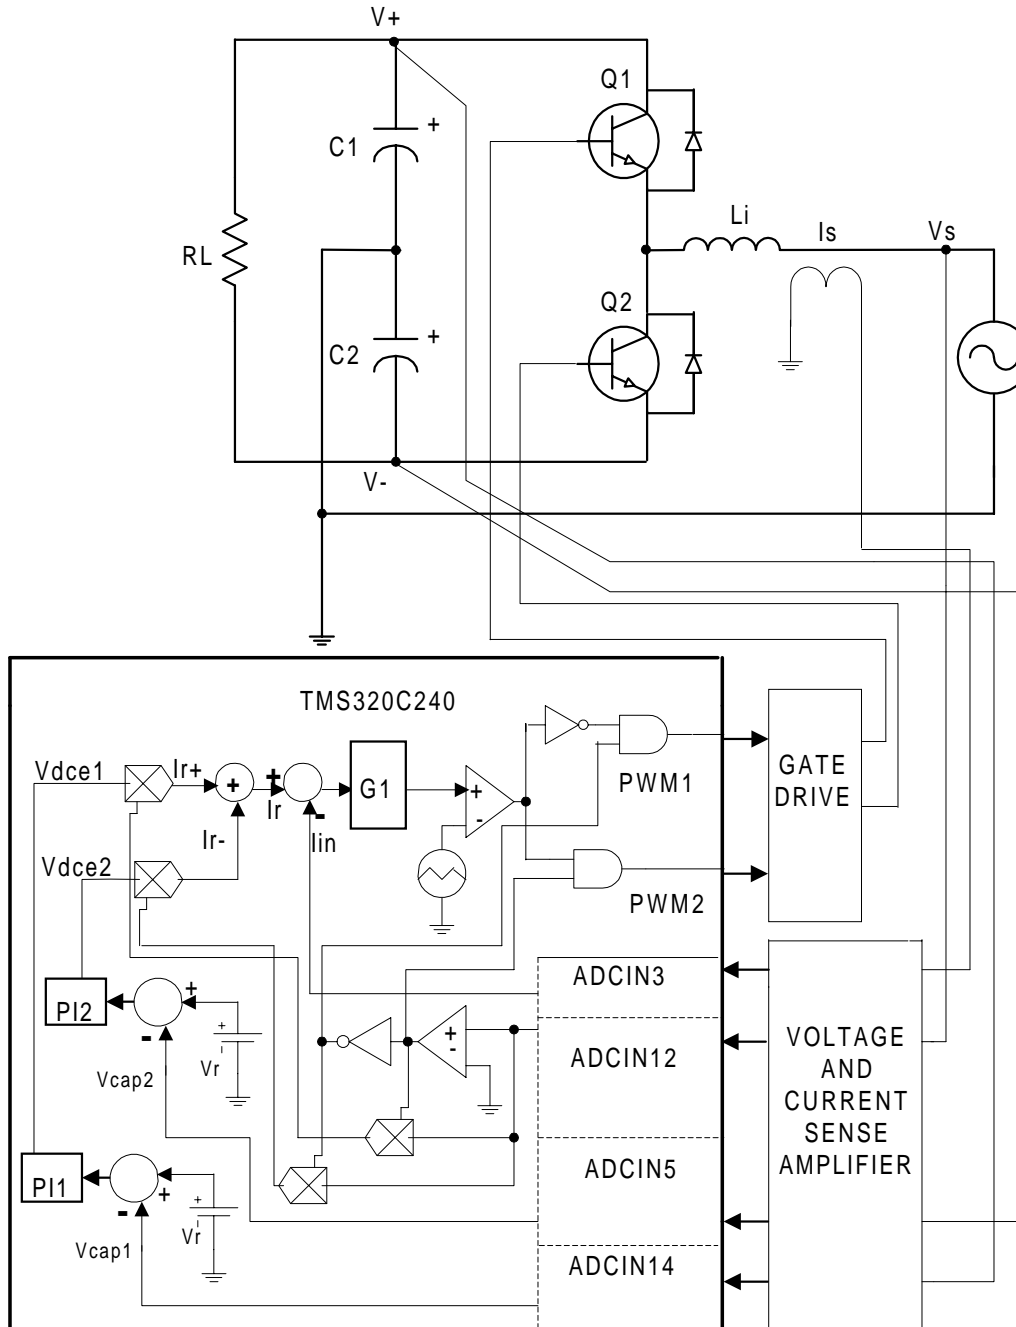 V+
Q1
+
C1
Li
Is
Vs
RL
Q2
+
C2
V-
TMS320C240
Vdce1
Ir+
+
+
Ir
-
Iin
G1
+
-
PWM1
GATE
DRIVE
Ir-
Vdce2
PWM2
ADCIN3
PI2
+
-
+
-
Vr
Vcap2
+
-
ADCIN12
VOLTAGE
AND
CURRENT
SENSE
AMPLIFIER
ADCIN5
PI1
+
-
+
-
Vr
Vcap1
ADCIN14